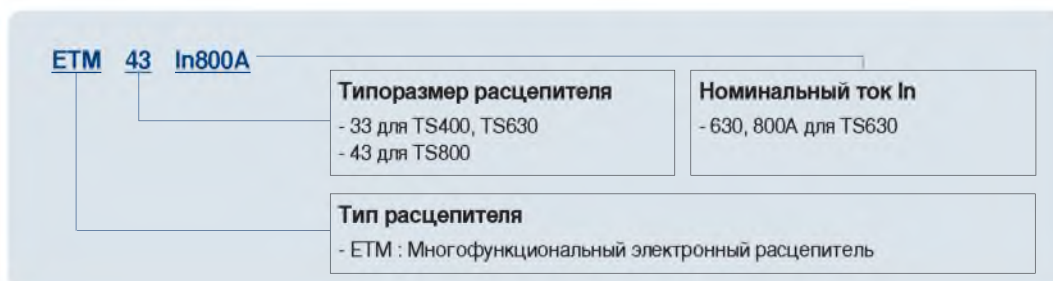 ETM 43 In800A
Типоразмер расцепителя
- 33 для TS400, TS630
- 43 для TS800
Номинальный ток In
- 630, 800А для TS630
Тип расцепителя
- ETM : Многофункциональный электронный расцепитель